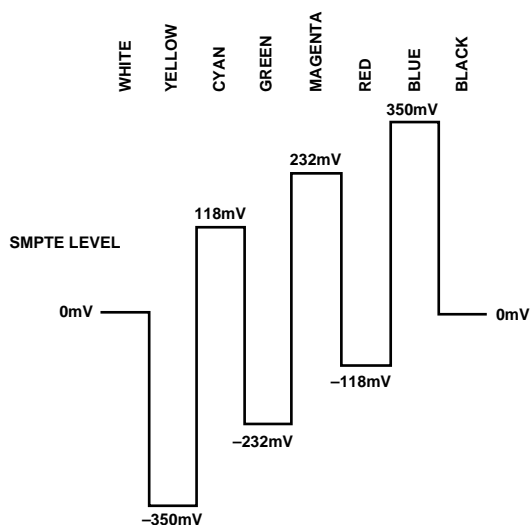 WHITE
YELLOW
CYAN
GREEN
MAGENTA
RED
BLUE
BLACK
350mV
232mV
118mV
SMPTE LEVEL
0mV
0mV
–118mV
–232mV
–350mV